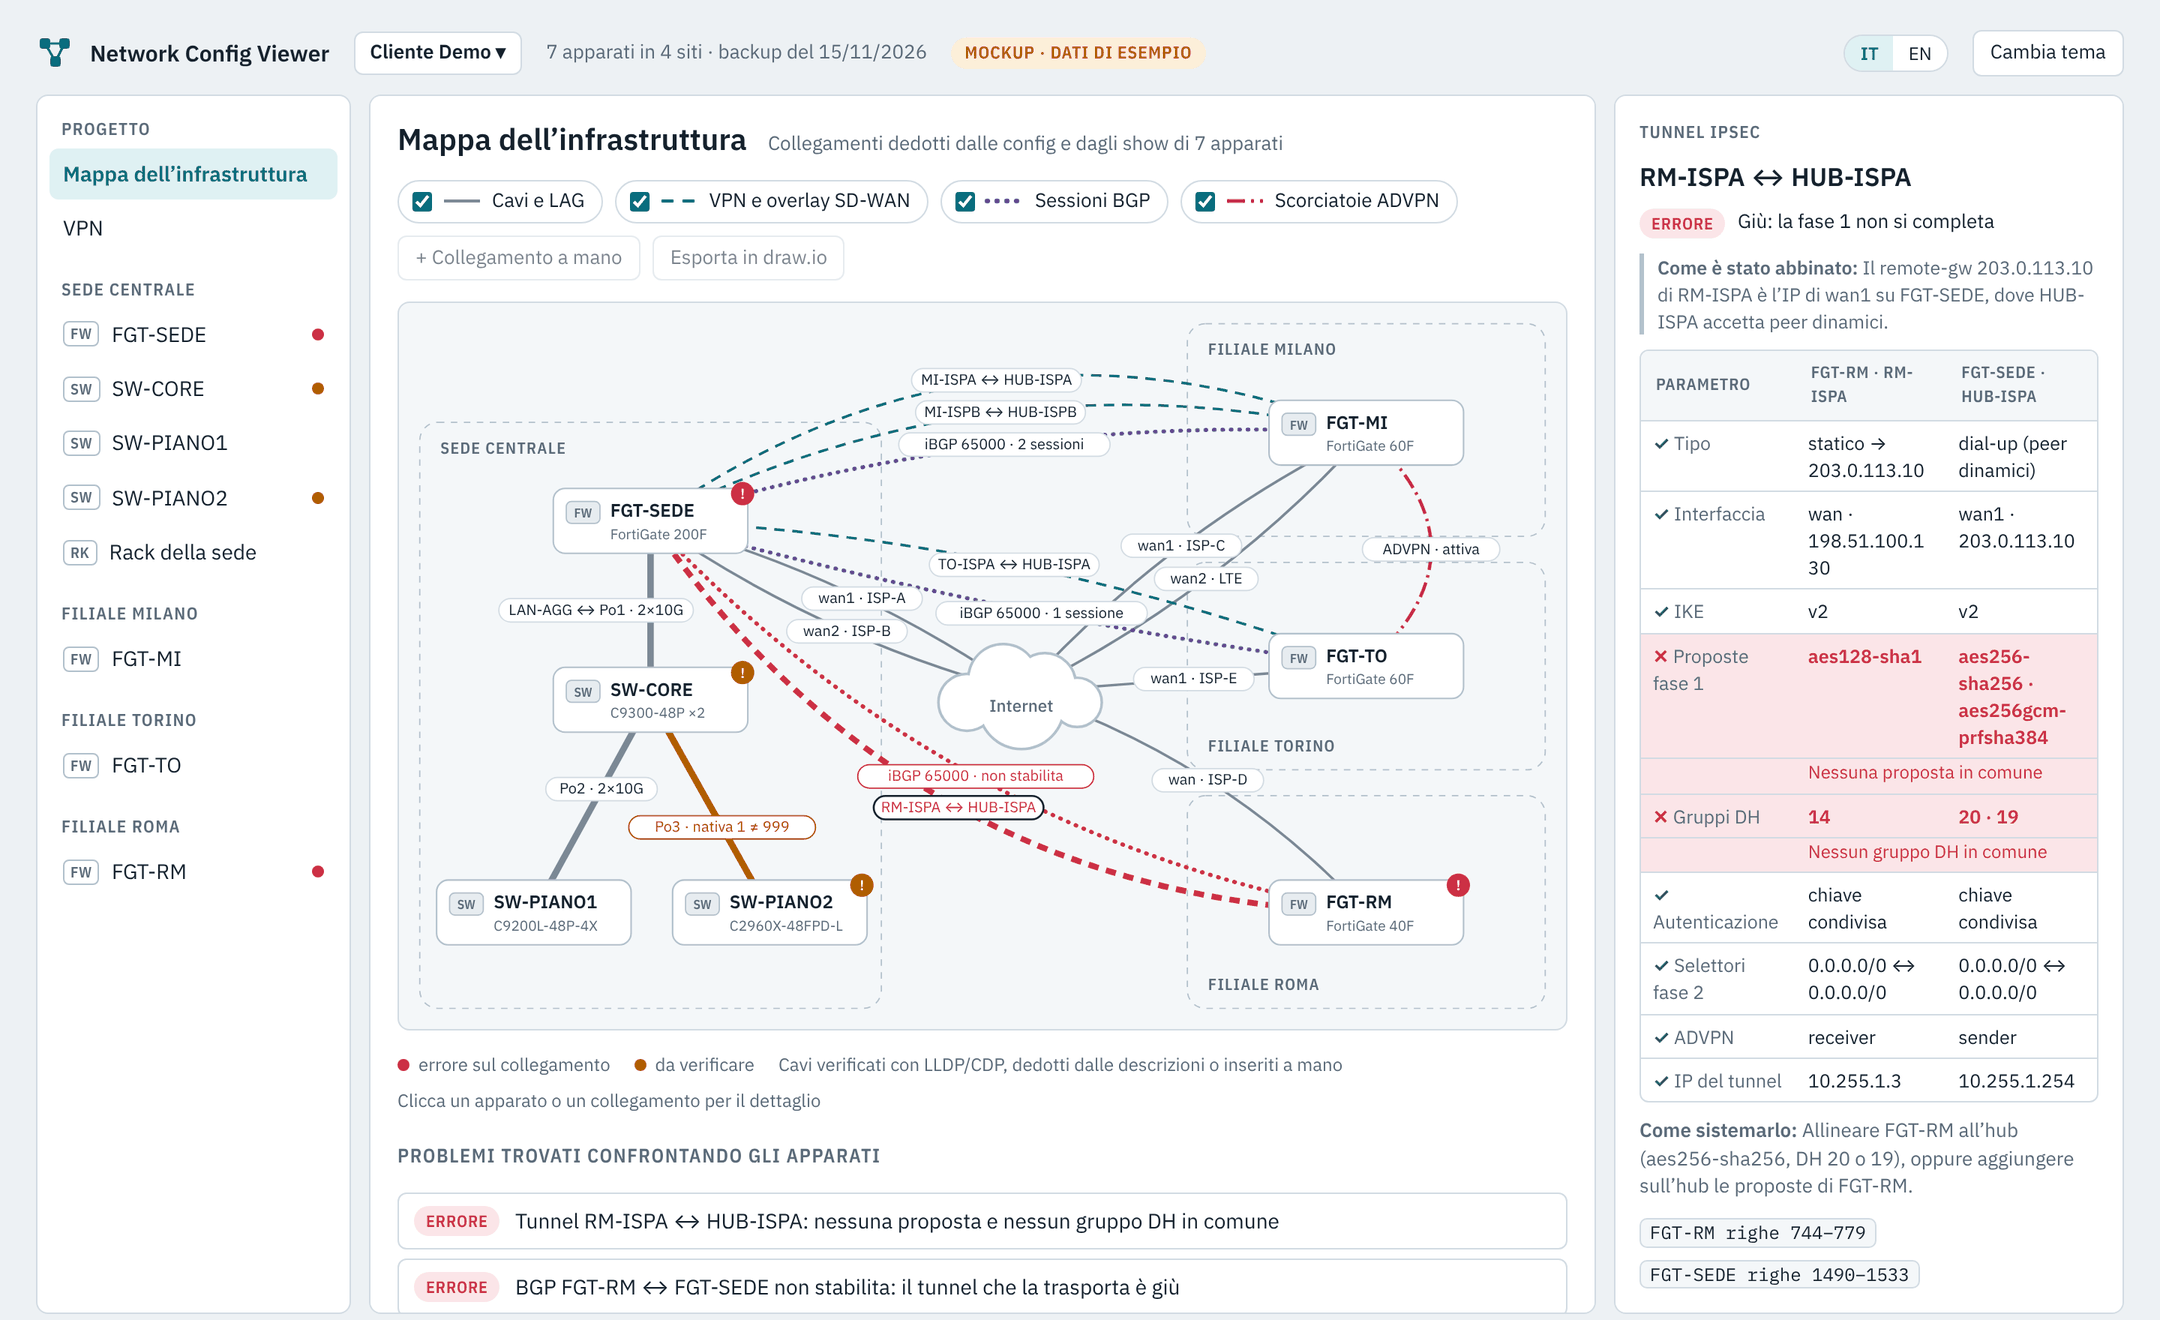 Network Config Viewer
Cliente Demo ▾
7 apparati in 4 siti · backup del 15/11/2026
MOCKUP · DATI DI ESEMPIO
IT
EN
Cambia tema
PROGETTO
Mappa dell’infrastruttura
VPN
SEDE CENTRALE
FW FGT-SEDE
SW SW-CORE
SW SW-PIANO1
SW SW-PIANO2
RK Rack della sede
FILIALE MILANO
FW FGT-MI
FILIALE TORINO
FW FGT-TO
FILIALE ROMA
FW FGT-RM
Mappa dell’infrastruttura
Collegamenti dedotti dalle config e dagli show di 7 apparati
Cavi e LAG
VPN e overlay SD-WAN
Sessioni BGP
Scorciatoie ADVPN
+ Collegamento a mano
Esporta in draw.io
FILIALE MILANO
MI-ISPA ↔ HUB-ISPA
MI-ISPB ↔ HUB-ISPB
iBGP 65000 · 2 sessioni
FW FGT-MI
FortiGate 60F
SEDE CENTRALE
FW FGT-SEDE
FortiGate 200F
!
wan1 · ISP-C
ADVPN · attiva
TO-ISPA ↔ HUB-ISPA
wan2 · LTE
wan1 · ISP-A
LAN-AGG ↔ Po1 · 2×10G
iBGP 65000 · 1 sessione
wan2 · ISP-B
FW FGT-TO
FortiGate 60F
SW SW-CORE
C9300-48P ×2
!
wan1 · ISP-E
Internet
FILIALE TORINO
iBGP 65000 · non stabilita
wan · ISP-D
Po2 · 2×10G
RM-ISPA ↔ HUB-ISPA
Po3 · nativa 1 ≠ 999
SW SW-PIANO1
C9200L-48P-4X
SW SW-PIANO2
C2960X-48FPD-L
!
FW FGT-RM
FortiGate 40F
!
FILIALE ROMA
errore sul collegamento
da verificare
Cavi verificati con LLDP/CDP, dedotti dalle descrizioni o inseriti a mano
Clicca un apparato o un collegamento per il dettaglio
PROBLEMI TROVATI CONFRONTANDO GLI APPARATI
ERRORE Tunnel RM-ISPA ↔ HUB-ISPA: nessuna proposta e nessun gruppo DH in comune
ERRORE BGP FGT-RM ↔ FGT-SEDE non stabilita: il tunnel che la trasporta è giù
TUNNEL IPSEC
RM-ISPA ↔ HUB-ISPA
ERRORE Giù: la fase 1 non si completa
Come è stato abbinato: Il remote-gw 203.0.113.10
di RM-ISPA è l’IP di wan1 su FGT-SEDE, dove HUB-
ISPA accetta peer dinamici.
PARAMETRO
FGT-RM · RM-
ISPA
FGT-SEDE ·
HUB-ISPA
✓ Tipo
statico →
203.0.113.10
dial-up (peer
dinamici)
✓ Interfaccia
wan ·
198.51.100.1
30
wan1 ·
203.0.113.10
✓ IKE
v2
v2
✕ Proposte
fase 1
aes128-sha1
aes256-
sha256 ·
aes256gcm-
prfsha384
Nessuna proposta in comune
✕ Gruppi DH
14
20 · 19
Nessun gruppo DH in comune
✓
Autenticazione
chiave
condivisa
chiave
condivisa
✓ Selettori
fase 2
0.0.0.0/0 ↔
0.0.0.0/0
0.0.0.0/0 ↔
0.0.0.0/0
✓ ADVPN
receiver
sender
✓ IP del tunnel
10.255.1.3
10.255.1.254
Come sistemarlo: Allineare FGT-RM all’hub
(aes256-sha256, DH 20 o 19), oppure aggiungere
sull’hub le proposte di FGT-RM.
FGT-RM righe 744–779
FGT-SEDE righe 1490–1533